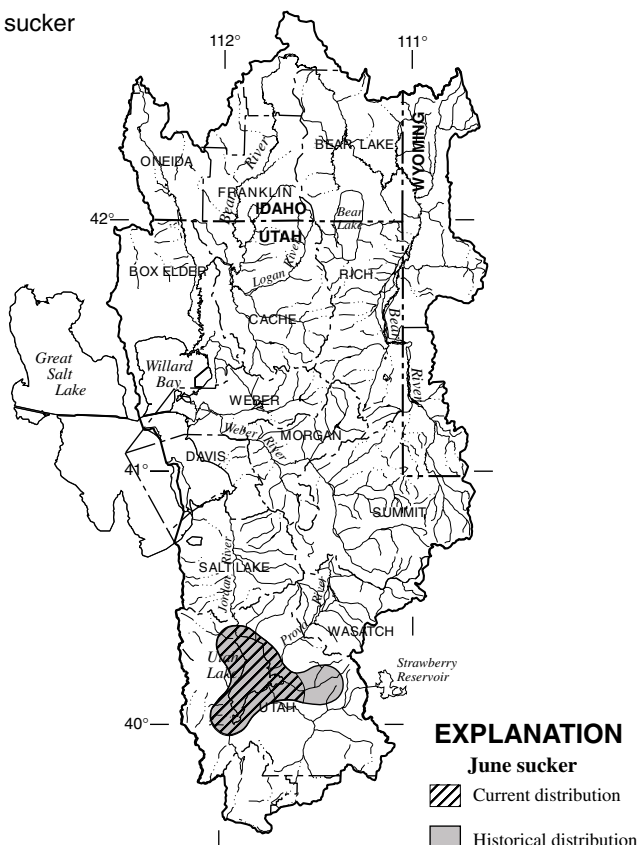 sucker
112°
111°
WYOMING
BEAR LAKE
ONEIDA
River
FRANKLIN
Bear
IDAHO
42°
Bear
Lake
UTAH
BOX ELDER
Logan River
RICH
CACHE
Bear
River
Great
Salt
Lake
Willard
Bay
WEBER
Weber River
MORGAN
DAVIS
41°
SUMMIT
Jordan River
SALT LAKE
Provo River
WASATCH
Utah
Lake
Strawberry
Reservoir
UTAH
40°
EXPLANATION
June sucker
Current distribution
Historical distribution